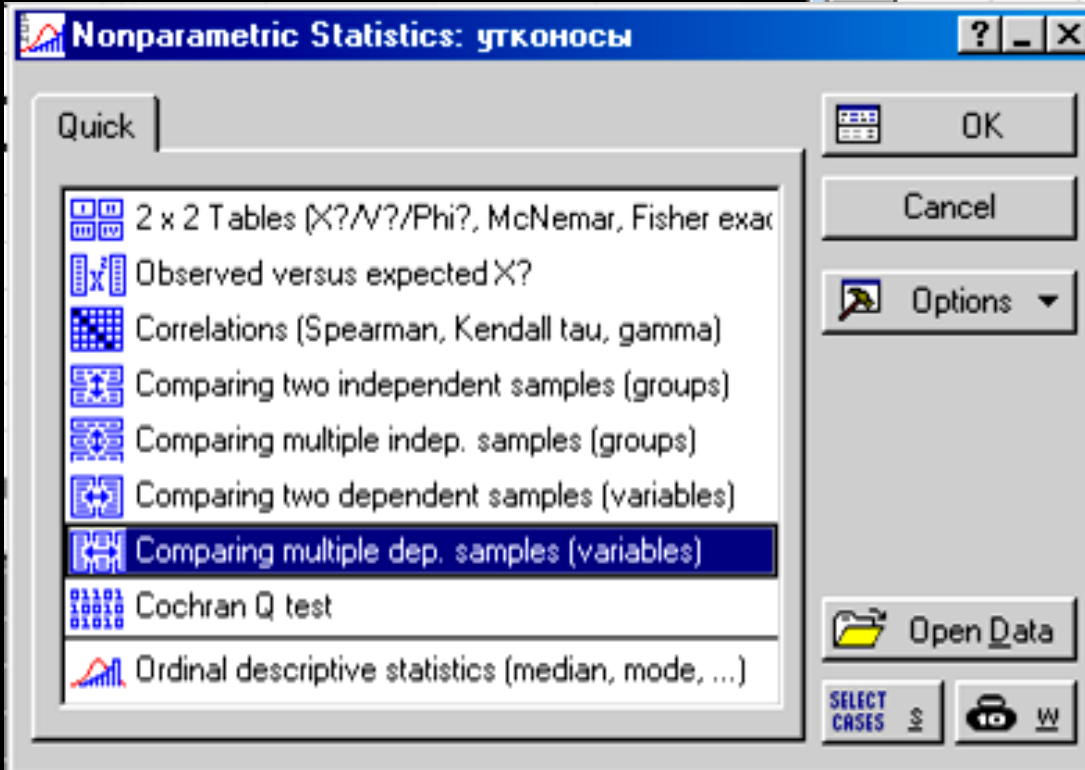 Nonparametric Statistics: утконосы
Quick
2 x 2 Tables (X?/V?/Phi?, McNemar, Fisher exac
Observed versus expected X?
Correlations (Spearman, Kendall tau, gamma)
Comparing two independent samples (groups)
Comparing multiple indep. samples (groups)
Comparing two dependent samples (variables)
Comparing multiple dep. samples (variables)
Cochran Q test
Ordinal descriptive statistics (median, mode, ...)
OK
Cancel
Options
Open Data
SELECT CASES S
W